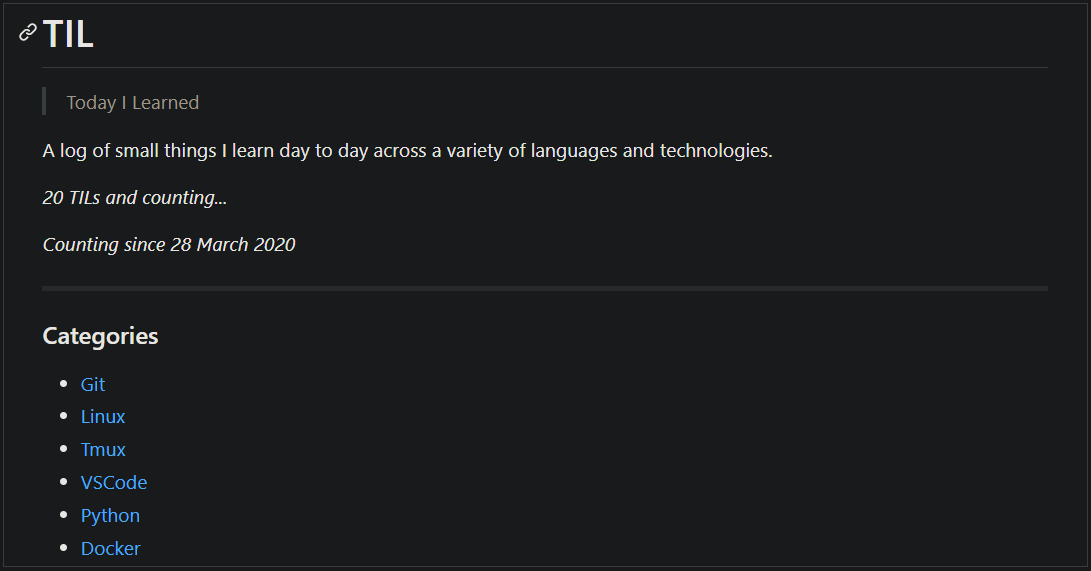 TIL
Today I Learned
A log of small things I learn day to day across a variety of languages and technologies.
20 TILs and counting...
Counting since 28 March 2020
Categories
Git
Linux
Tmux
VSCode
Python
Docker